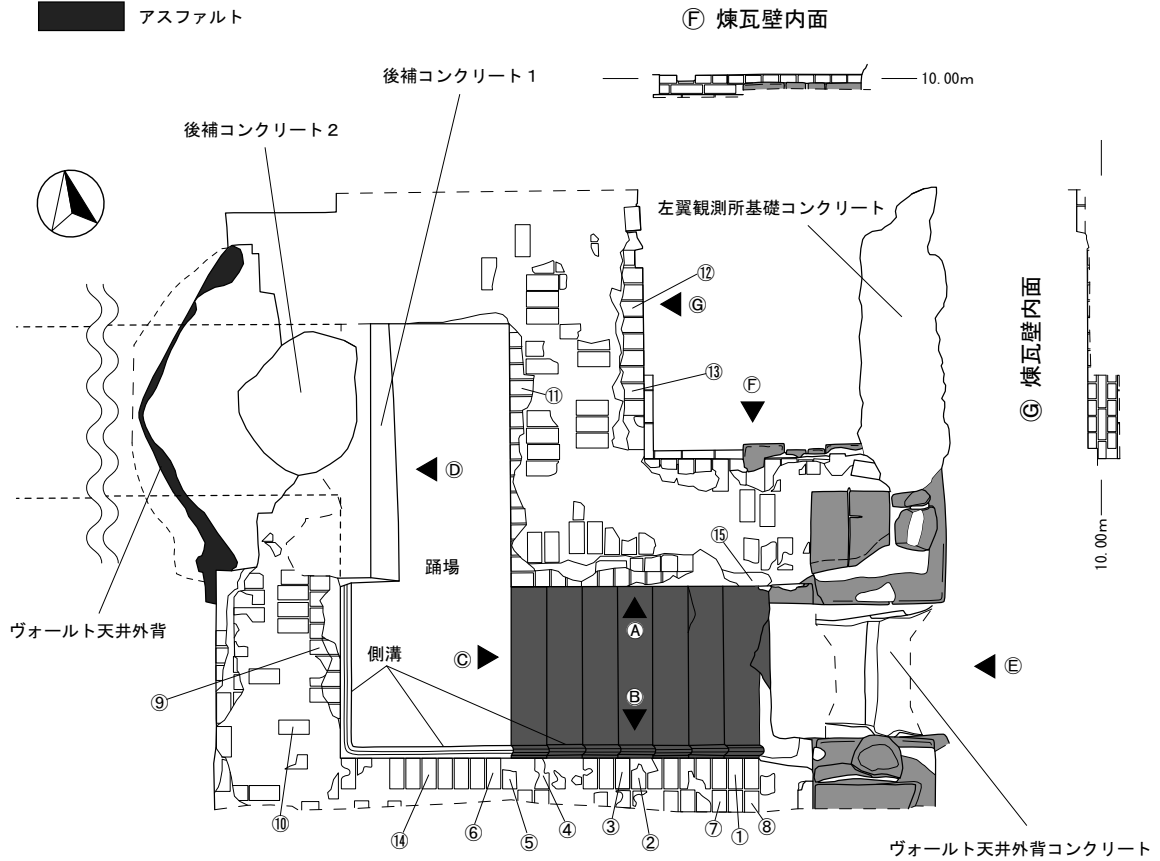 アスファルト
Ⓕ 煉瓦壁内面
10.00m
後補コンクリート１
後補コンクリート２
左翼観測所基礎コンクリート
Ⓖ 煉瓦壁内面
10.00m
⑫
Ⓖ
⑬
Ⓕ
⑪
Ⓓ
踊場
⑮
ヴォールト天井外背
Ⓐ
側溝
Ⓒ
Ⓔ
⑨
Ⓑ
⑩
⑭
⑥
⑤
④
③
②
⑦
①
⑧
ヴォールト天井外背コンクリート